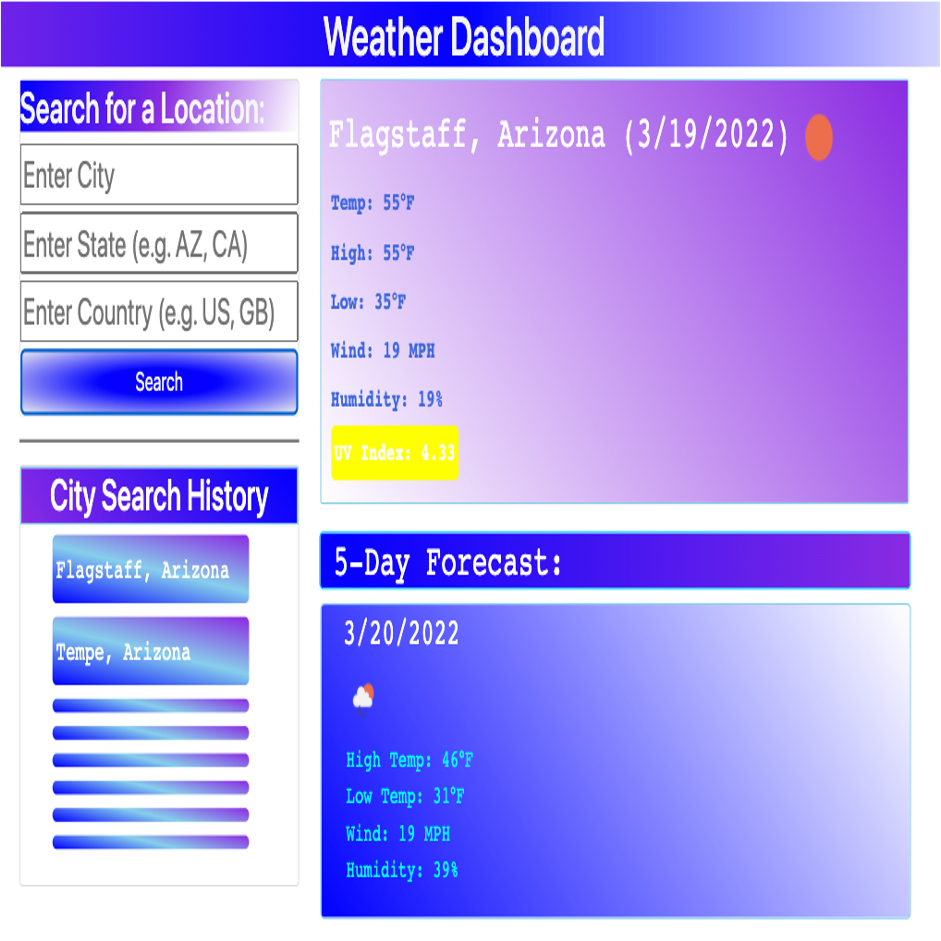 Weather Dashboard
Search for a Location:
Enter City
Enter State (e.g. AZ, CA)
Enter Country (e.g. US, GB)
Search
City Search History
Flagstaff, Arizona
Tempe, Arizona
Flagstaff, Arizona (3/19/2022)
Temp: 55°F
High: 55°F
Low: 35°F
Wind: 19 MPH
Humidity: 19%
UV Index: 4.33
5-Day Forecast:
3/20/2022
High Temp: 46°F
Low Temp: 31°F
Wind: 19 MPH
Humidity: 39%